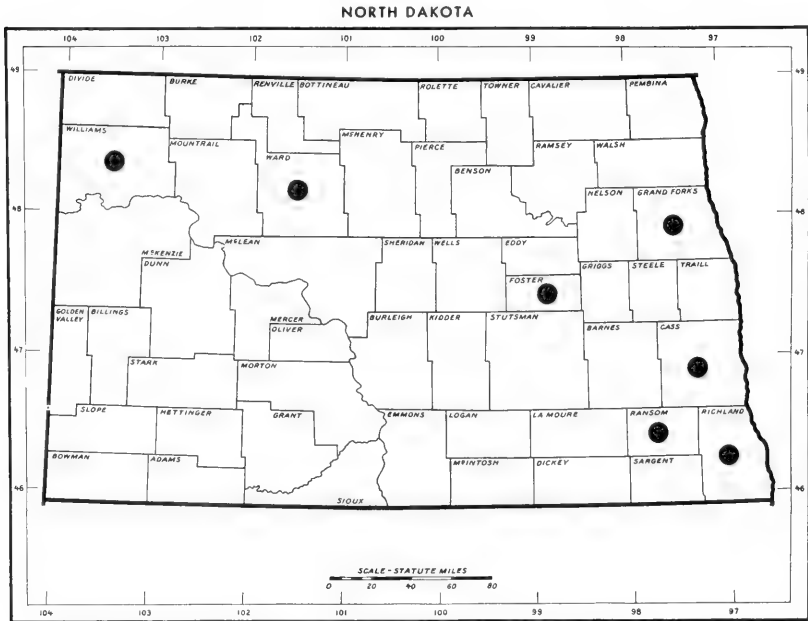 NORTH DAKOTA
104 103 102 101 100 99 98 97
49 49
DIVIDE BURKE RENVILLE BOTTINEAU ROLETTE TOWNER CAVALIER PEMBINA
WILLIAMS MOUNTRAIL WARD McHENRY PIERCE BENSON RAMSEY WALSH
NELSON GRAND FORKS
48 48
McKENZIE McLEAN SHERIDAN WELLS EDDY
DUNN FOSTER GRIGGS STEELE TRAILL
GOLDEN VALLEY BILLINGS MERCER BURLEIGH KIDDER STUTSMAN BARNES CASS
OLIVER
47 47
STARK MORTON
SLOPE HETTINGER GRANT EMMONS LOGAN LA MOURE RANSOM RICHLAND
BOWMAN ADAMS McINTOSH DICKEY SARGENT
46 46
SIOUX
SCALE-STATUTE MILES
0 20 40 60 80
104 103 102 101 100 99 98 97